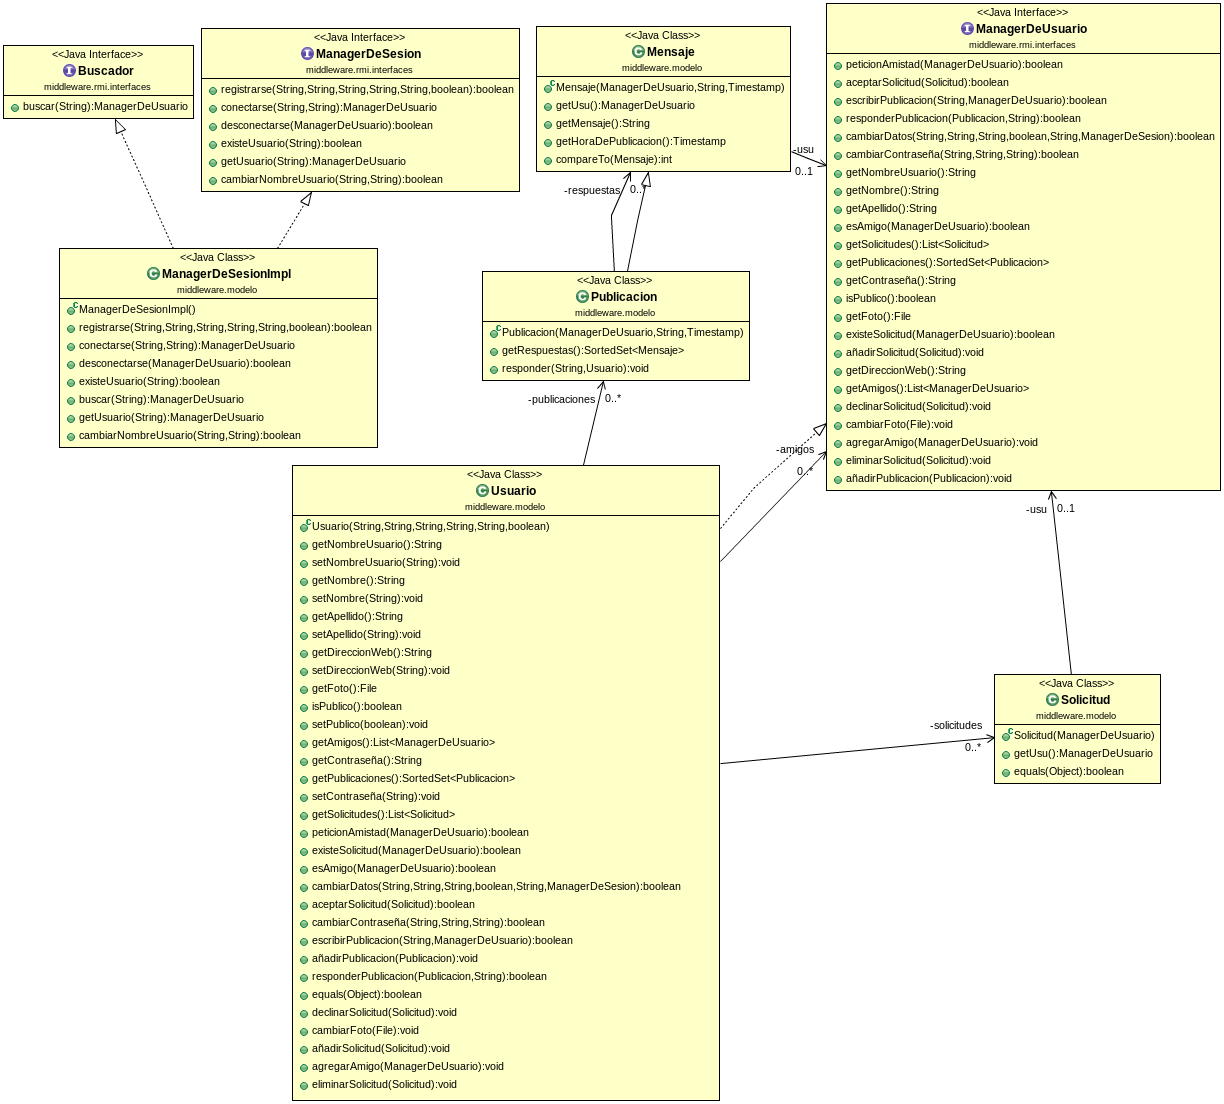 <<Java Interface>>
Buscador
middleware.rmi.interfaces
buscar(String):ManagerDeUsuario
<<Java Interface>>
ManagerDeSesion
middleware.rmi.interfaces
registrarse(String,String,String,String,String,boolean):boolean
conectarse(String,String):ManagerDeUsuario
desconectarse(ManagerDeUsuario):boolean
existeUsuario(String):boolean
getUsuario(String):ManagerDeUsuario
cambiarNombreUsuario(String,String):boolean
<<Java Class>>
Mensaje
middleware.modelo
Mensaje(ManagerDeUsuario,String,Timestamp)
getUsu():ManagerDeUsuario
getMensaje():String
getHoraDePublicacion():Timestamp
compareTo(Mensaje):int
-usu
0..1
<<Java Interface>>
ManagerDeUsuario
middleware.rmi.interfaces
peticionAmistad(ManagerDeUsuario):boolean
aceptarSolicitud(Solicitud):boolean
escribirPublicacion(String,ManagerDeUsuario):boolean
responderPublicacion(Publicacion,String):boolean
cambiarDatos(String,String,String,boolean,String,ManagerDeSesion):boolean
cambiarContraseña(String,String,String):boolean
getNombreUsuario():String
getNombre():String
getApellido():String
esAmigo(ManagerDeUsuario):boolean
getSolicitudes():List<Solicitud>
getPublicaciones():SortedSet<Publicacion>
getContraseña():String
isPublico():boolean
getFoto():File
existeSolicitud(ManagerDeUsuario):boolean
añadirSolicitud(Solicitud):void
getDireccionWeb():String
getAmigos():List<ManagerDeUsuario>
declinarSolicitud(Solicitud):void
cambiarFoto(File):void
agregarAmigo(ManagerDeUsuario):void
eliminarSolicitud(Solicitud):void
añadirPublicacion(Publicacion):void
-respuestas
0..*
<<Java Class>>
ManagerDeSesionImpl
middleware.modelo
ManagerDeSesionImpl()
registrarse(String,String,String,String,String,boolean):boolean
conectarse(String,String):ManagerDeUsuario
desconectarse(ManagerDeUsuario):boolean
existeUsuario(String):boolean
buscar(String):ManagerDeUsuario
getUsuario(String):ManagerDeUsuario
cambiarNombreUsuario(String,String):boolean
<<Java Class>>
Publicacion
middleware.modelo
Publicacion(ManagerDeUsuario,String,Timestamp)
getRespuestas():SortedSet<Mensaje>
responder(String,Usuario):void
-publicaciones
0..*
-amigos
0..*
<<Java Class>>
Usuario
middleware.modelo
Usuario(String,String,String,String,String,boolean)
getNombreUsuario():String
setNombreUsuario(String):void
getNombre():String
setNombre(String):void
getApellido():String
setApellido(String):void
getDireccionWeb():String
setDireccionWeb(String):void
getFoto():File
isPublico():boolean
setPublico(boolean):void
getAmigos():List<ManagerDeUsuario>
getContraseña():String
getPublicaciones():SortedSet<Publicacion>
setContraseña(String):void
getSolicitudes():List<Solicitud>
peticionAmistad(ManagerDeUsuario):boolean
existeSolicitud(ManagerDeUsuario):boolean
esAmigo(ManagerDeUsuario):boolean
cambiarDatos(String,String,String,boolean,String,ManagerDeSesion):boolean
aceptarSolicitud(Solicitud):boolean
cambiarContraseña(String,String,String):boolean
escribirPublicacion(String,ManagerDeUsuario):boolean
añadirPublicacion(Publicacion):void
responderPublicacion(Publicacion,String):boolean
equals(Object):boolean
declinarSolicitud(Solicitud):void
cambiarFoto(File):void
añadirSolicitud(Solicitud):void
agregarAmigo(ManagerDeUsuario):void
eliminarSolicitud(Solicitud):void
-usu
0..1
-solicitudes
0..*
<<Java Class>>
Solicitud
middleware.modelo
Solicitud(ManagerDeUsuario)
getUsu():ManagerDeUsuario
equals(Object):boolean